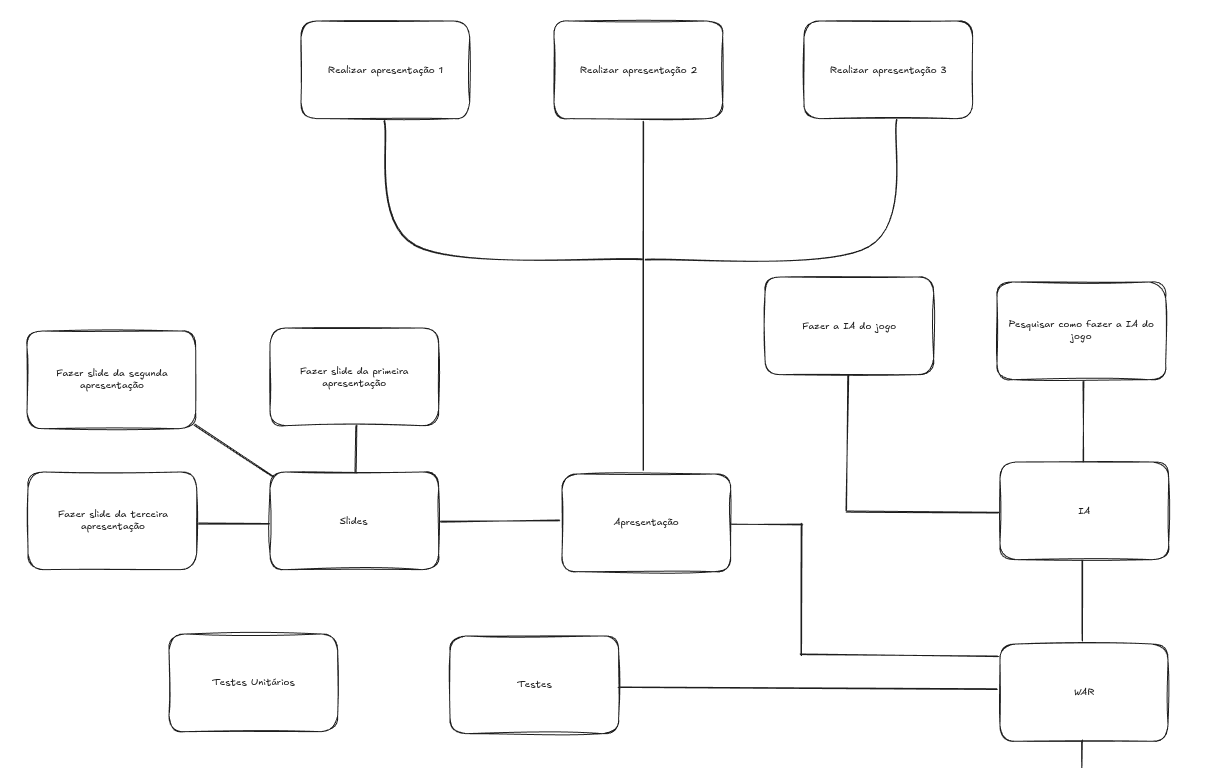 Realizar apresentação 1
Realizar apresentação 2
Realizar apresentação 3
Fazer a IA do jogo
Pesquisar como fazer a IA do
jogo
Fazer slide da segunda
apresentação
Fazer slide da primeira
apresentação
Fazer slide da terceira
apresentação
Slides
Apresentação
IA
Testes Unitários
Testes
WAR